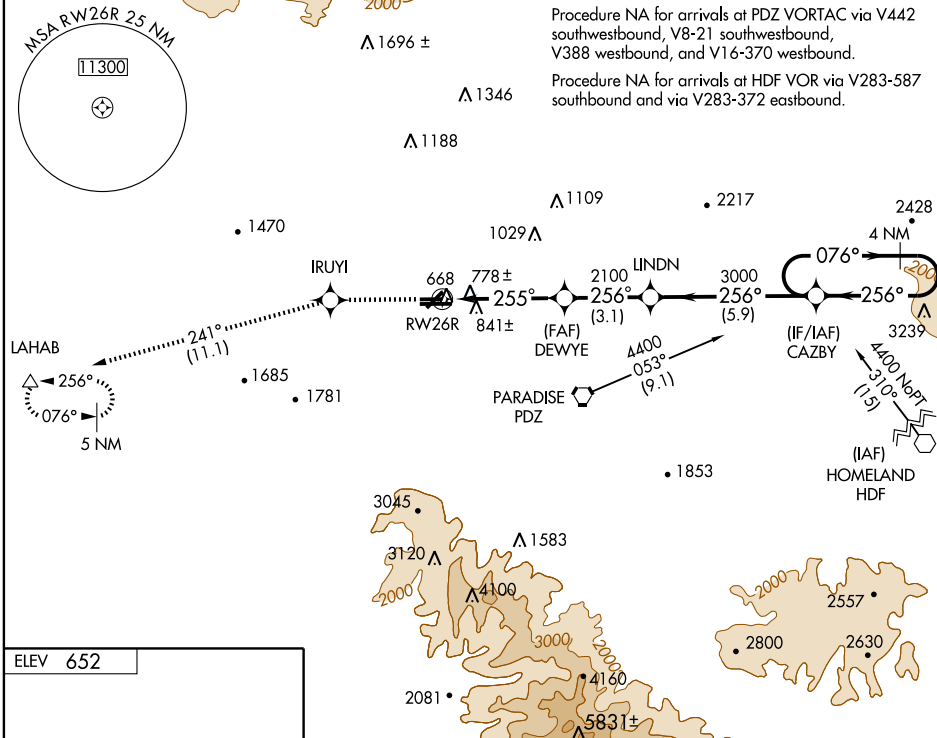 2000
MSA RW26R 25 NM
11300
Procedure NA for arrivals at PDZ VORTAC via V442
southwestbound, V8-21 southwestbound,
V388 westbound, and V16-370 westbound.
Procedure NA for arrivals at HDF VOR via V283-587
southbound and via V283-372 eastbound.
1696 ±
1346
1188
1109
2217
2428
1470
1029
4 NM
076°
200
IRUYI
668
778±
2100
LINDN
3000
255°
256°
256°
256°
RW26R
841±
(FAF)
DEWYE
(3.1)
(5.9)
(IF/IAF)
CAZBY
3239
241°
(11.1)
LAHAB
256°
076°
5 NM
1685
1781
PARADISE
PDZ
4400
053°
(9.1)
4400 NoPT
310°
(15)
(IAF)
HOMELAND
HDF
1853
3045
3120
1583
2000
4100
2000
2557
3000
2000
2800
2630
ELEV 652
2081
4160
5831±